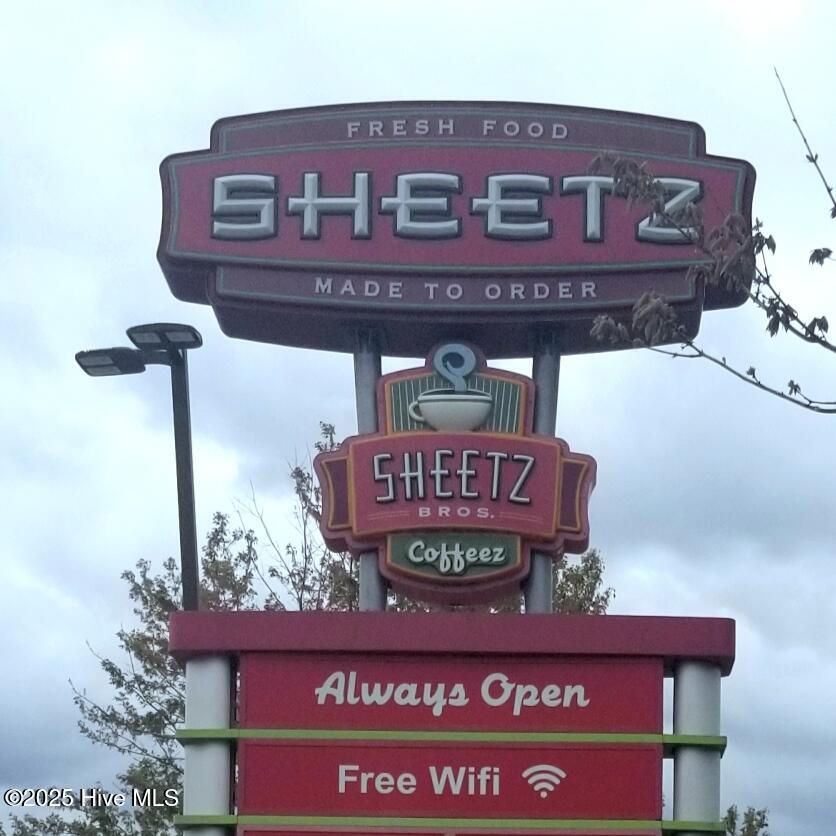 FRESH FOOD
SHEETZ
MADE TO ORDER
SHEETZ
BROS.
Coffeez
Always Open
Free Wifi
©2025 Hive MLS